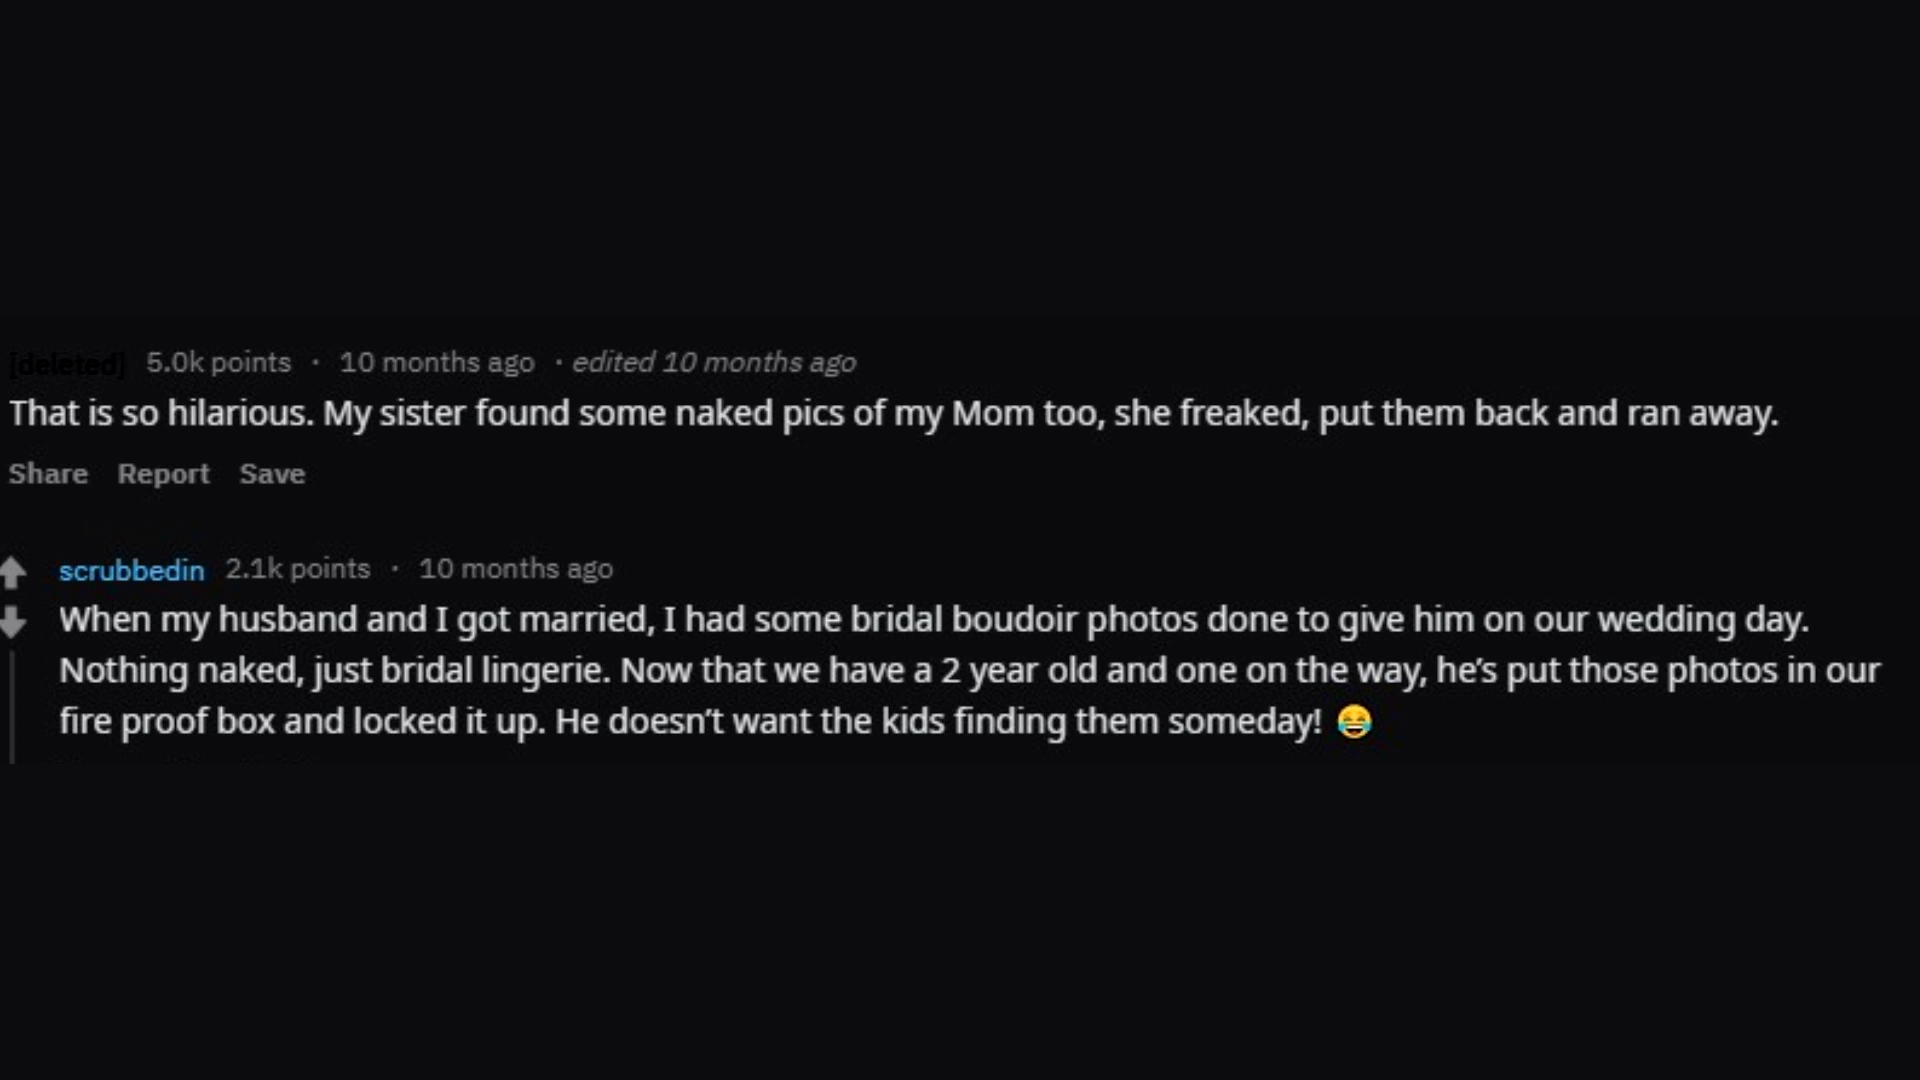 [deleted] 5.0k points · 10 months ago · edited 10 months ago
That is so hilarious. My sister found some naked pics of my Mom too, she freaked, put them back and ran away.
Share Report Save
scrubbedin 2.1k points · 10 months ago
When my husband and I got married, I had some bridal boudoir photos done to give him on our wedding day.
Nothing naked, just bridal lingerie. Now that we have a 2 year old and one on the way, he’s put those photos in our
fire proof box and locked it up. He doesn’t want the kids finding them someday! 😂